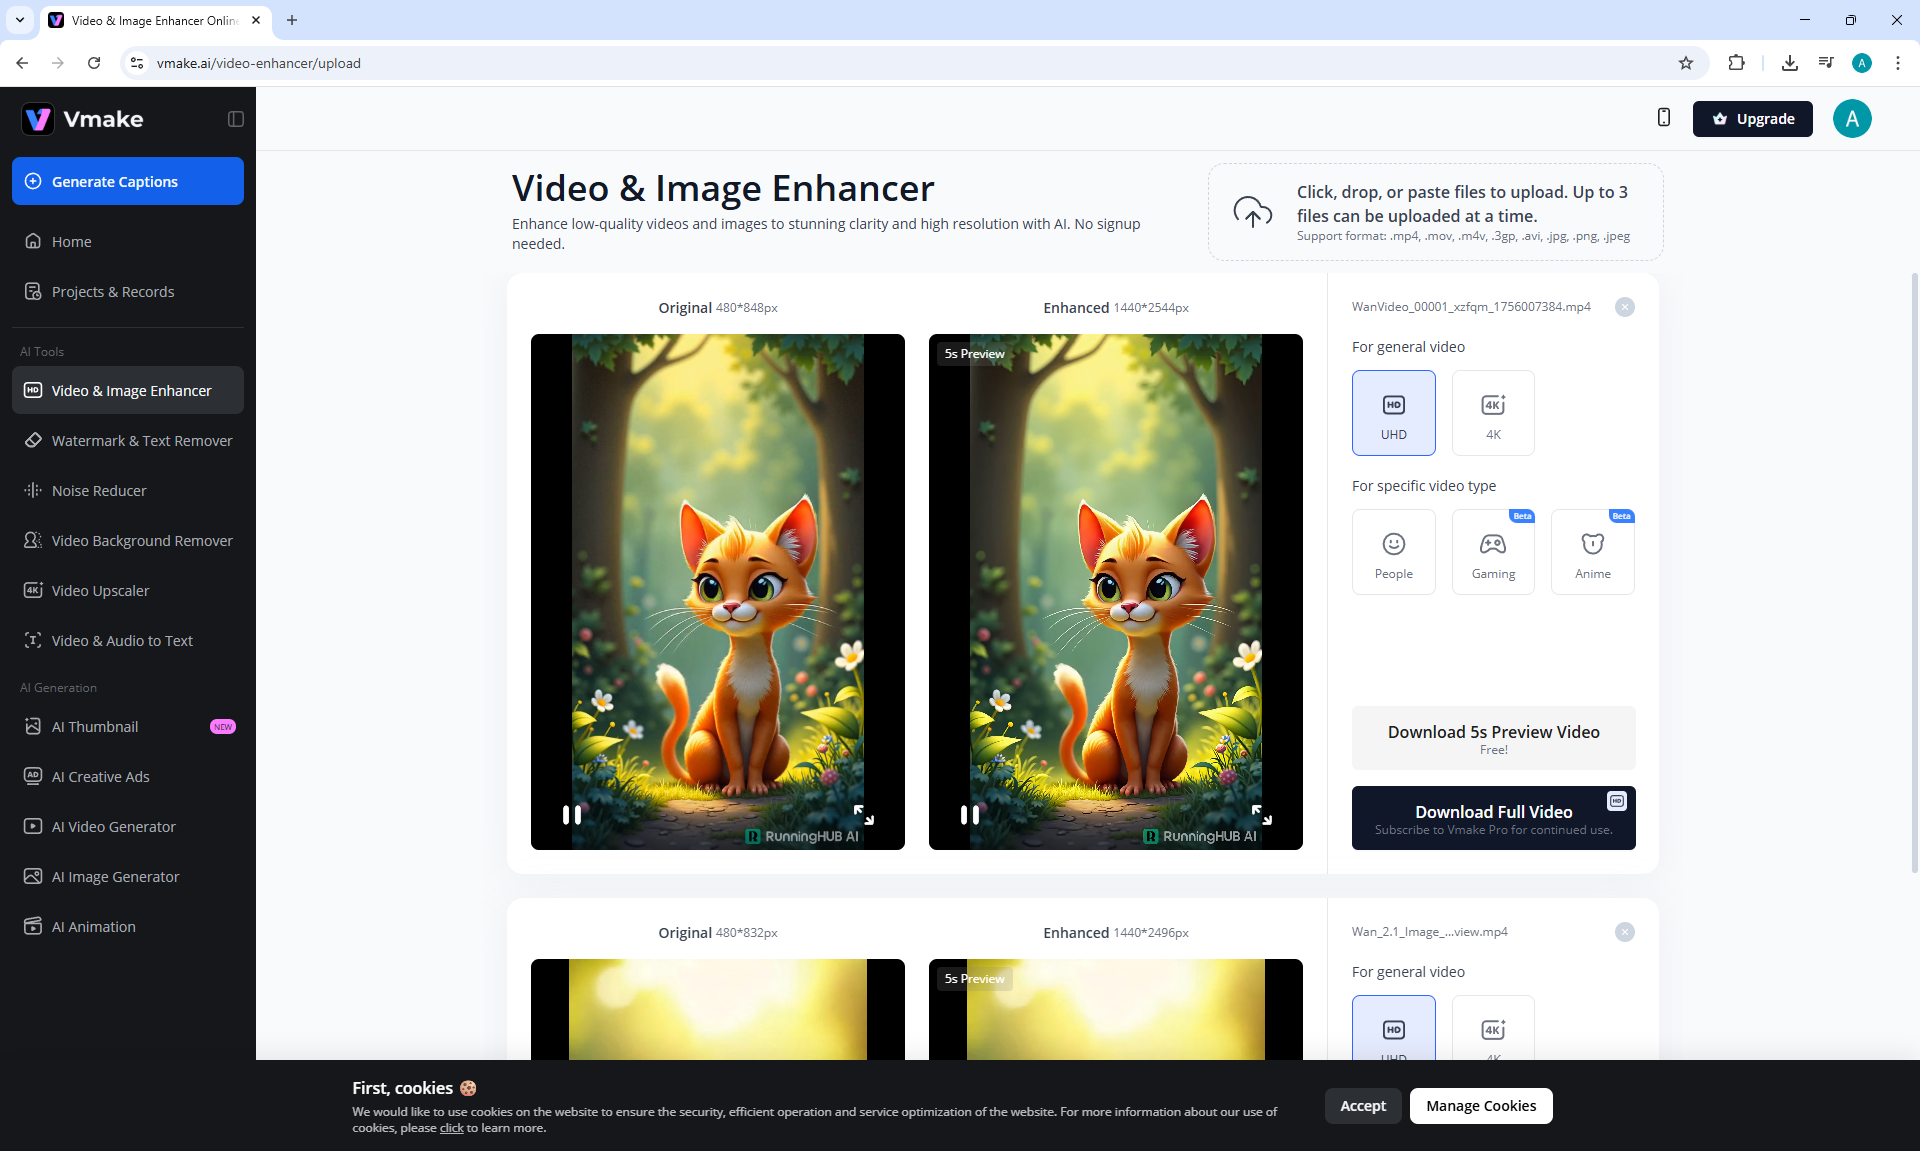 Video & Image Enhancer Onlin
vmake.ai/video-enhancer/upload
A
Vmake
Generate Captions
Home
Projects & Records
AI Tools
HD Video & Image Enhancer
Watermark & Text Remover
Noise Reducer
Video Background Remover
4K Video Upscaler
T Video & Audio to Text
AI Generation
AI Thumbnail NEW
AD AI Creative Ads
AI Video Generator
AI Image Generator
AI Animation
Upgrade
A
Video & Image Enhancer
Enhance low-quality videos and images to stunning clarity and high resolution with AI. No signup
needed.
Click, drop, or paste files to upload. Up to 3
files can be uploaded at a time.
Support format: .mp4, .mov, .m4v, .3gp, .avi, .jpg, .png, .jpeg
Original 480*848px
Enhanced 1440*2544px
5s Preview
RunningHUB AI
RunningHUB AI
WanVideo_00001_xzfqm_1756007384.mp4
For general video
HD
UHD
4K
4K
For specific video type
People
Beta
Gaming
Beta
Anime
Download 5s Preview Video
Free!
HD
Download Full Video
Subscribe to Vmake Pro for continued use.
Original 480*832px
Enhanced 1440*2496px
5s Preview
Wan_2.1_Image_...view.mp4
For general video
HD
UHD
4K
4K
First, cookies
We would like to use cookies on the website to ensure the security, efficient operation and service optimization of the website. For more information about our use of
cookies, please click to learn more.
Accept
Manage Cookies